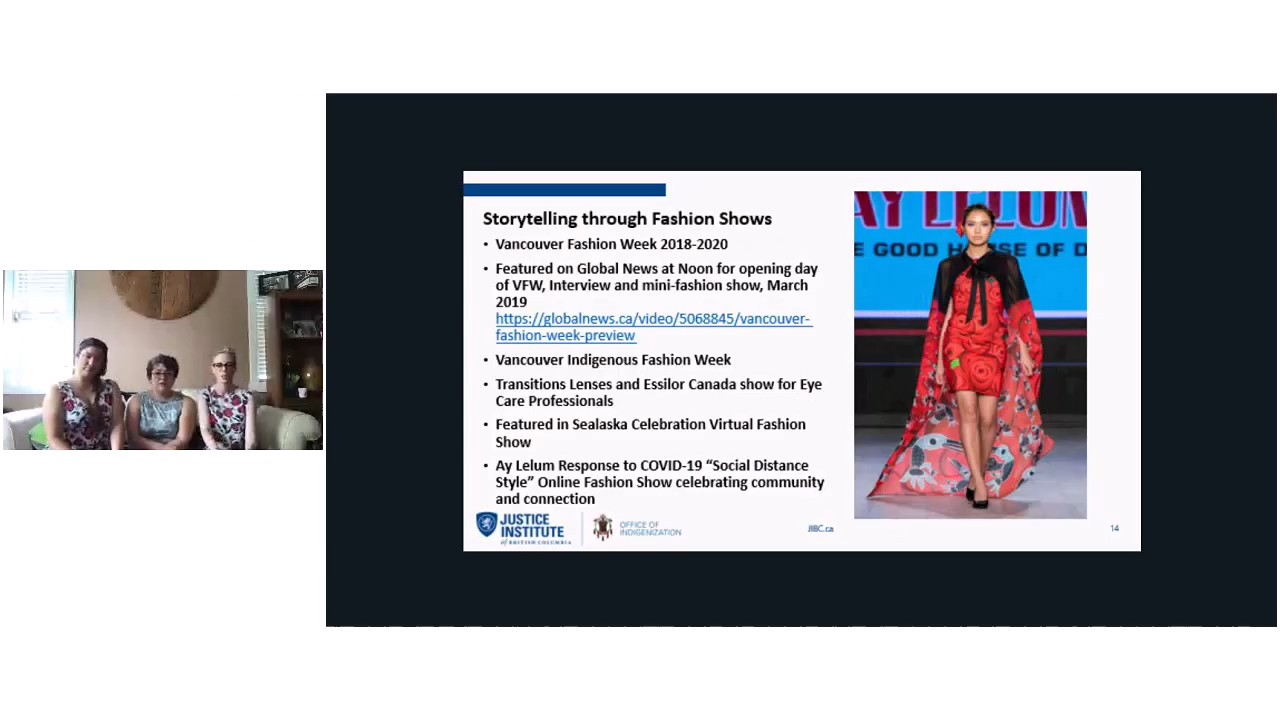 Storytelling through Fashion Shows
• Vancouver Fashion Week 2018-2020
• Featured on Global News at Noon for opening day
of VFW, Interview and mini-fashion show, March
2019
https://globalnews.ca/video/5068845/vancouver-
fashion-week-preview
• Vancouver Indigenous Fashion Week
• Transitions Lenses and Essilor Canada show for Eye
Care Professionals
• Featured in Sealaska Celebration Virtual Fashion
Show
• Ay Lelum Response to COVID-19 “Social Distance
Style” Online Fashion Show celebrating community
and connection
AY LELUM
E GOOD HOUSE OF D
JUSTICE
INSTITUTE
of BRITISH COLUMBIA
OFFICE OF
INDIGENIZATION
JIBC.ca
14